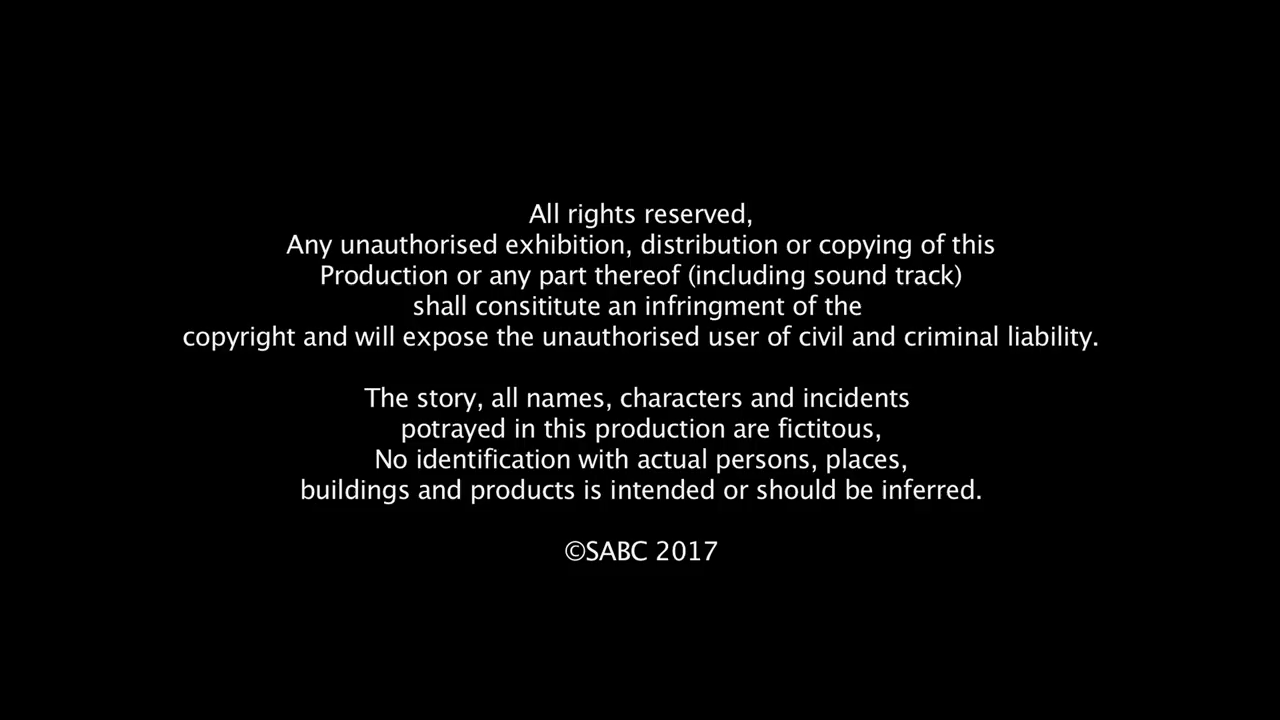 All rights reserved,
Any unauthorised exhibition, distribution or copying of this
Production or any part thereof (including sound track)
shall consititute an infringment of the
copyright and will expose the unauthorised user of civil and criminal liability.
The story, all names, characters and incidents
potrayed in this production are fictitous,
No identification with actual persons, places,
buildings and products is intended or should be inferred.
©SABC 2017